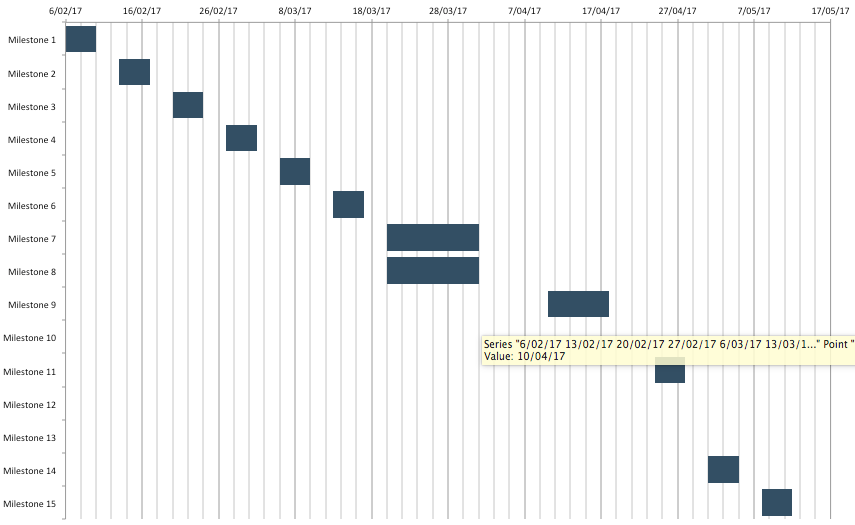 6/02/17 16/02/17 26/02/17 8/03/17 18/03/17 28/03/17 7/04/17 17/04/17 27/04/17 7/05/17 17/05/17
Milestone 1
Milestone 2
Milestone 3
Milestone 4
Milestone 5
Milestone 6
Milestone 7
Milestone 8
Milestone 9
Milestone 10
Series "6/02/17 13/02/17 20/02/17 27/02/17 6/03/17 13/03/1..." Point "
Value: 10/04/17
Milestone 11
Milestone 12
Milestone 13
Milestone 14
Milestone 15